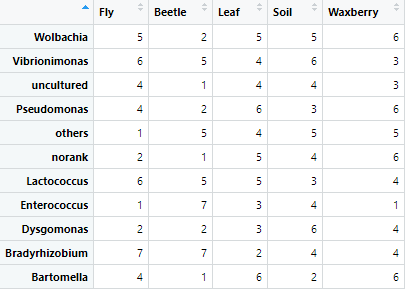 Fly Beetle Leaf Soil Waxberry
Wolbachia 5 2 5 5 6
Vibrionimonas 6 5 4 6 3
uncultured 4 1 4 4 3
Pseudomonas 4 2 6 3 6
others 1 5 4 5 5
norank 2 1 5 4 6
Lactococcus 6 5 5 3 4
Enterococcus 1 7 3 4 1
Dysgomonas 2 2 3 6 4
Bradyrhizobium 7 7 2 4 4
Bartomella 4 1 6 2 6